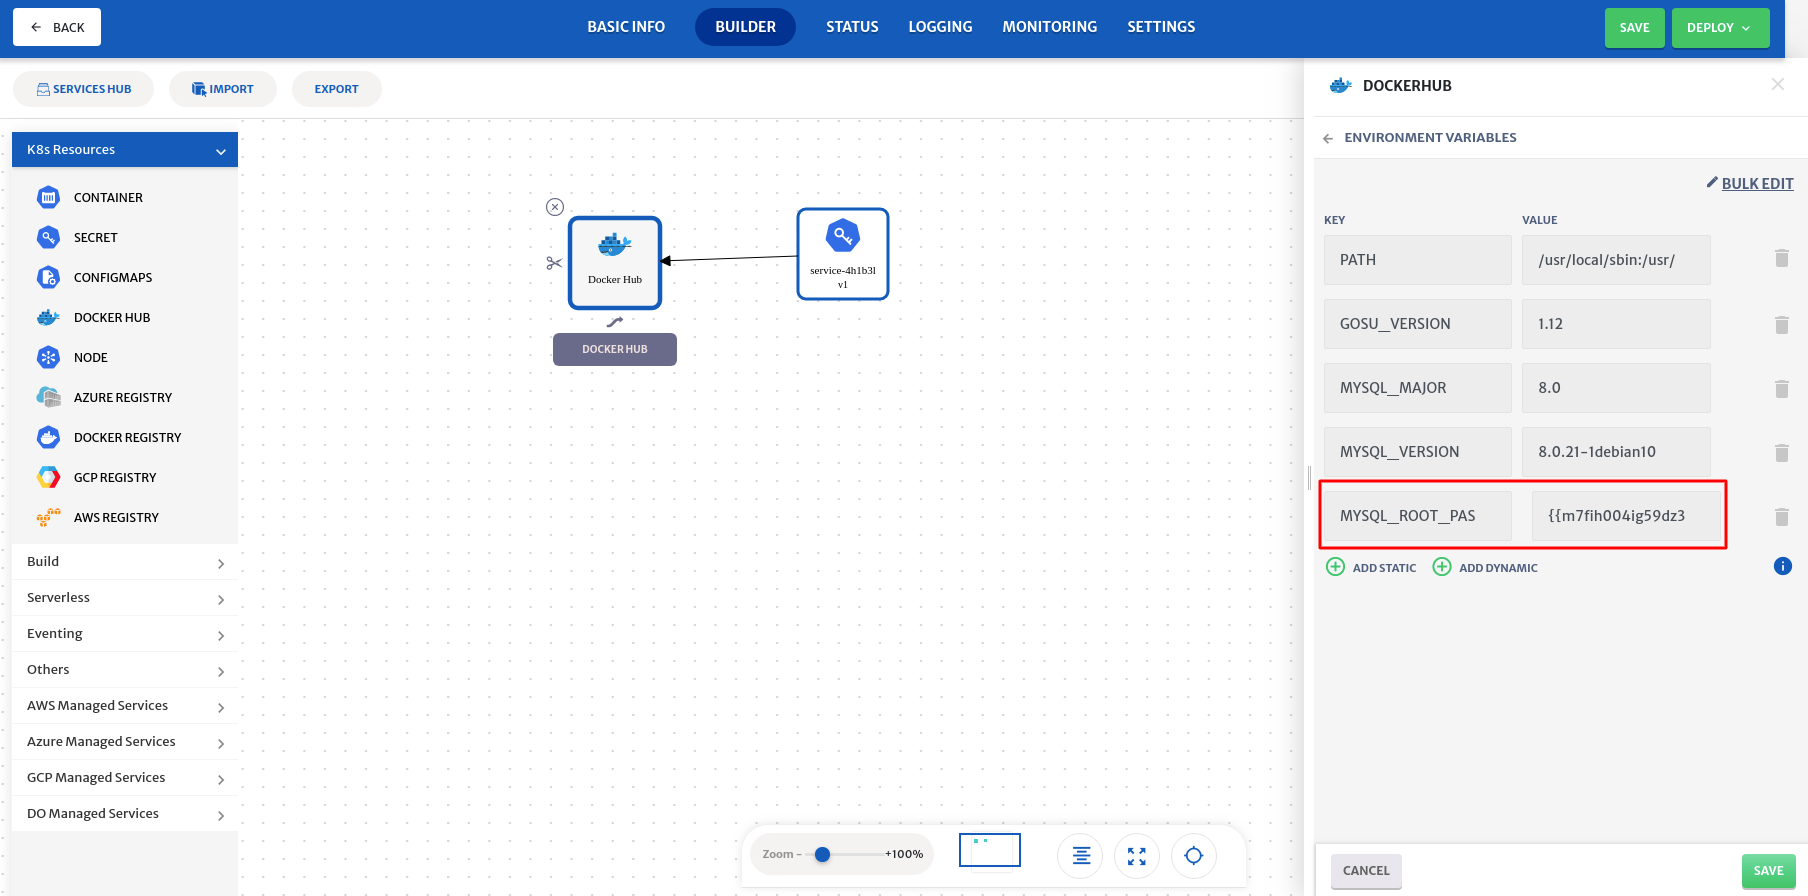 BACK
BASIC INFO
BUILDER
STATUS
LOGGING
MONITORING
SETTINGS
SAVE
DEPLOY
SERVICES HUB
IMPORT
EXPORT
K8s Resources
CONTAINER
SECRET
CONFIGMAPS
DOCKER HUB
NODE
AZURE REGISTRY
DOCKER REGISTRY
GCP REGISTRY
AWS REGISTRY
Build
Serverless
Eventing
Others
AWS Managed Services
Azure Managed Services
GCP Managed Services
DO Managed Services
Docker Hub
DOCKER HUB
service-4h1b3l
v1
Zoom - +100%
DOCKERHUB
ENVIRONMENT VARIABLES
BULK EDIT
KEY VALUE
PATH /usr/local/sbin:/usr/
GOSU_VERSION 1.12
MYSQL_MAJOR 8.0
MYSQL_VERSION 8.0.21-1debian10
MYSQL_ROOT_PAS {{m7fih004ig59dz3
ADD STATIC ADD DYNAMIC
CANCEL
SAVE